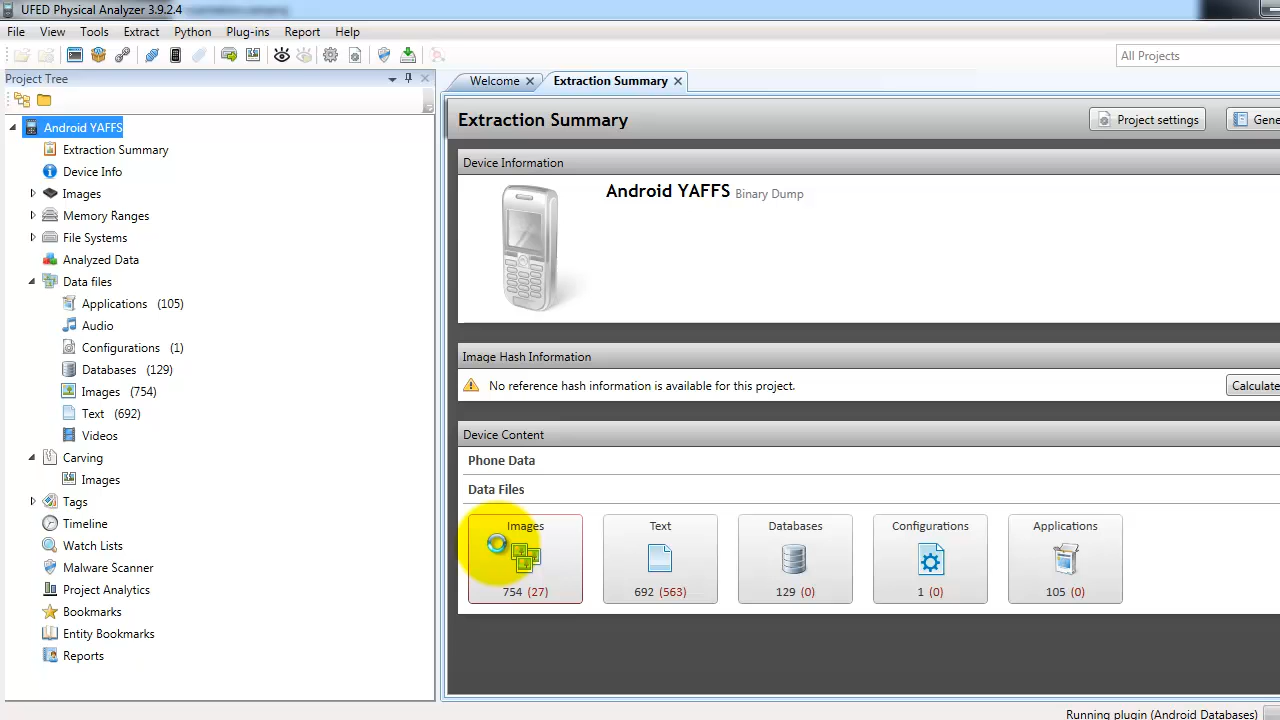 UFED Physical Analyzer 3.9.2.4
File View Tools Extract Python Plug-ins Report Help
All Projects
Project Tree
Welcome Extraction Summary
Android YAFFS
Extraction Summary
Device Info
Images
Memory Ranges
File Systems
Analyzed Data
Data files
Applications (105)
Audio
Configurations (1)
Databases (129)
Images (754)
Text (692)
Videos
Carving
Images
Tags
Timeline
Watch Lists
Malware Scanner
Project Analytics
Bookmarks
Entity Bookmarks
Reports
Extraction Summary
Project settings Gene
Device Information
Android YAFFS Binary Dump
Image Hash Information
No reference hash information is available for this project.
Calculate
Device Content
Phone Data
Data Files
Images Text Databases Configurations Applications
754 (27) 692 (563) 129 (0) 1 (0) 105 (0)
Running plugin (Android Databases)